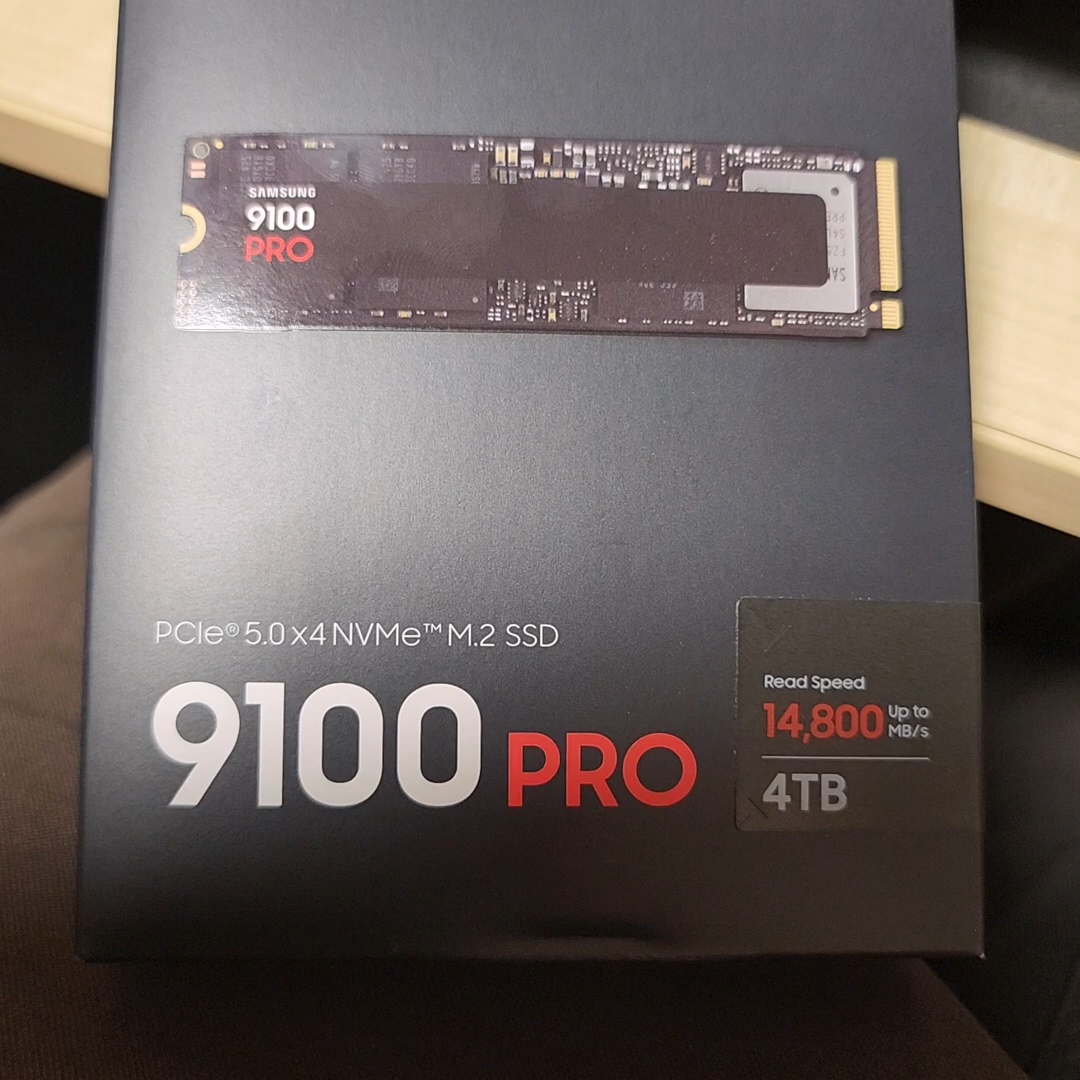 SAMSUNG
9100
PRO
PCIe® 5.0 x4 NVMe™ M.2 SSD
9100 PRO
Read Speed
14,800 Up to MB/s
4TB